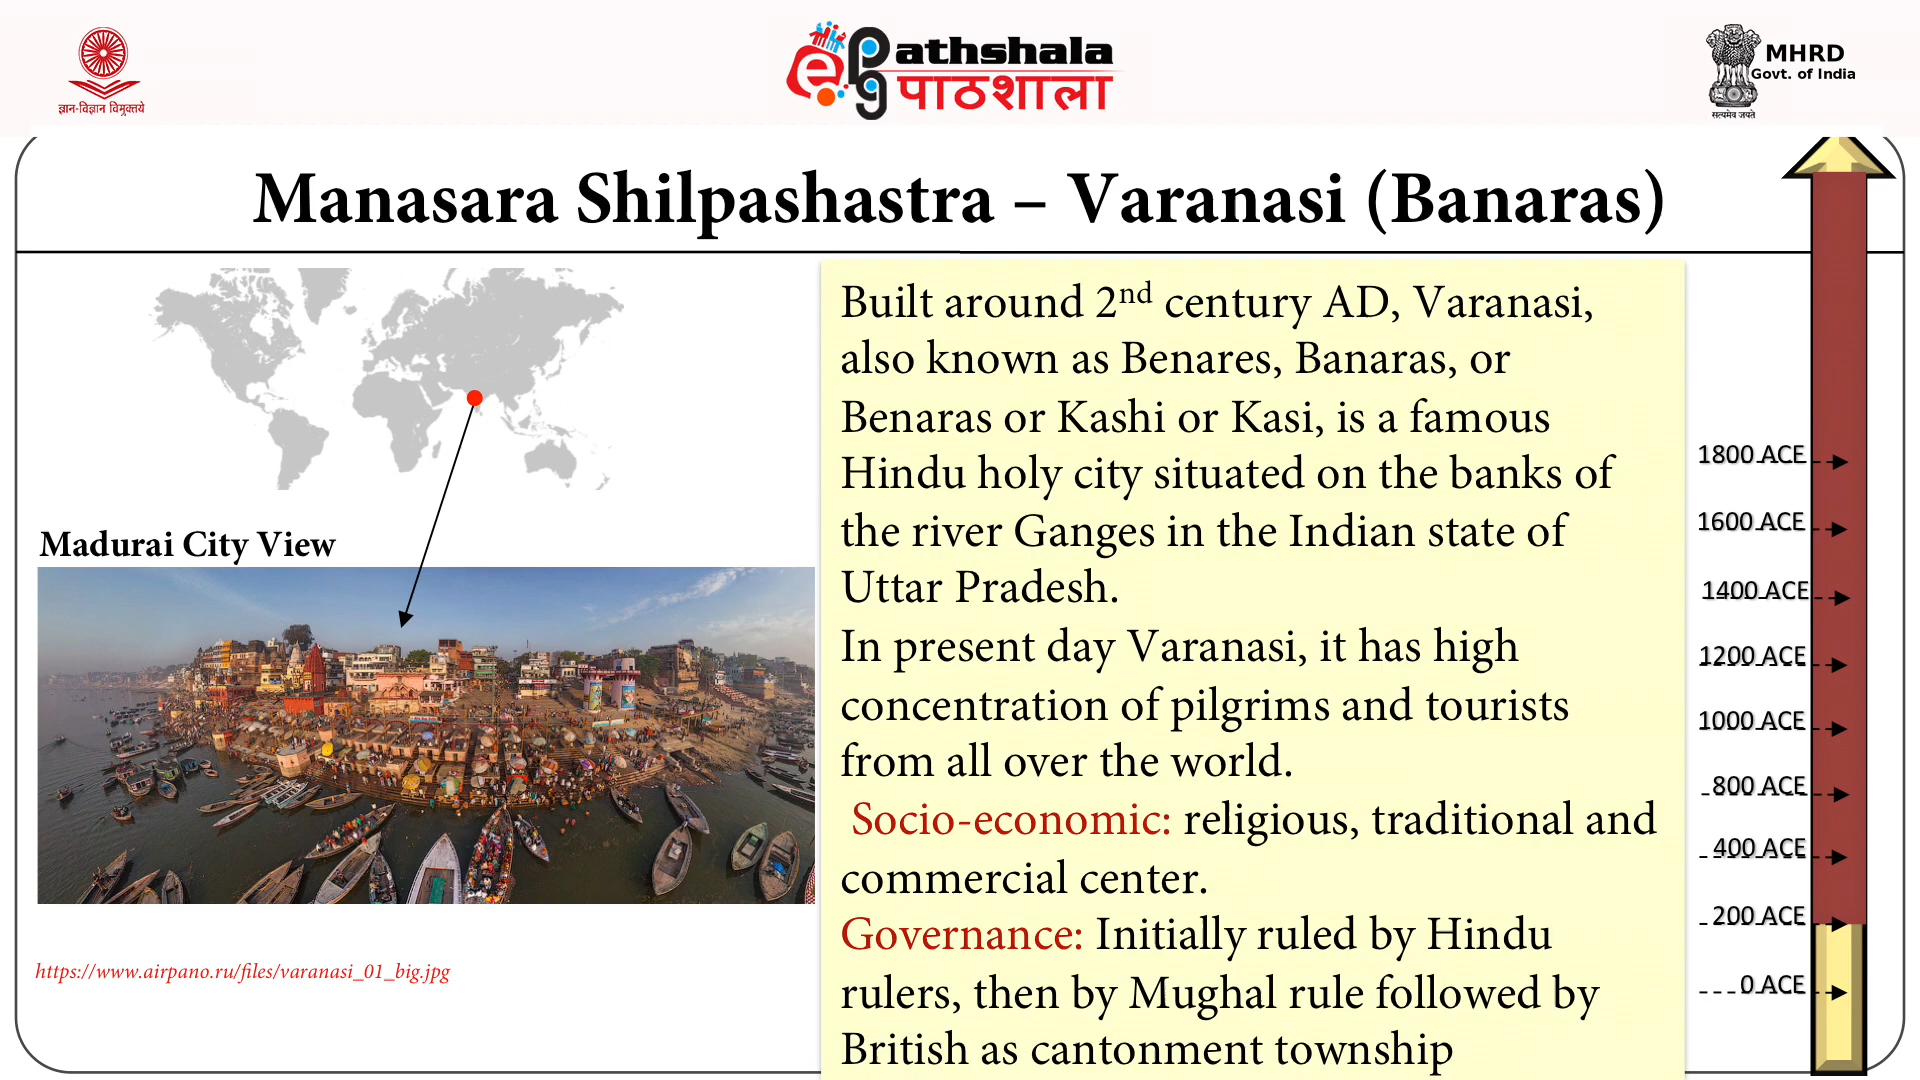 ज्ञान-विज्ञान विमुक्तये
ePathshala
पाठशाला
MHRD
Govt. of India
सत्यमेव जयते
Manasara Shilpashastra – Varanasi (Banaras)
Madurai City View
https://www.airpano.ru/files/varanasi_01_big.jpg
Built around 2nd century AD, Varanasi,
also known as Benares, Banaras, or
Benaras or Kashi or Kasi, is a famous
Hindu holy city situated on the banks of
the river Ganges in the Indian state of
Uttar Pradesh.
In present day Varanasi, it has high
concentration of pilgrims and tourists
from all over the world.
Socio-economic: religious, traditional and
commercial center.
Governance: Initially ruled by Hindu
rulers, then by Mughal rule followed by
British as cantonment township
1800 ACE
1600 ACE
1400 ACE
1200 ACE
1000 ACE
800 ACE
400 ACE
200 ACE
0 ACE